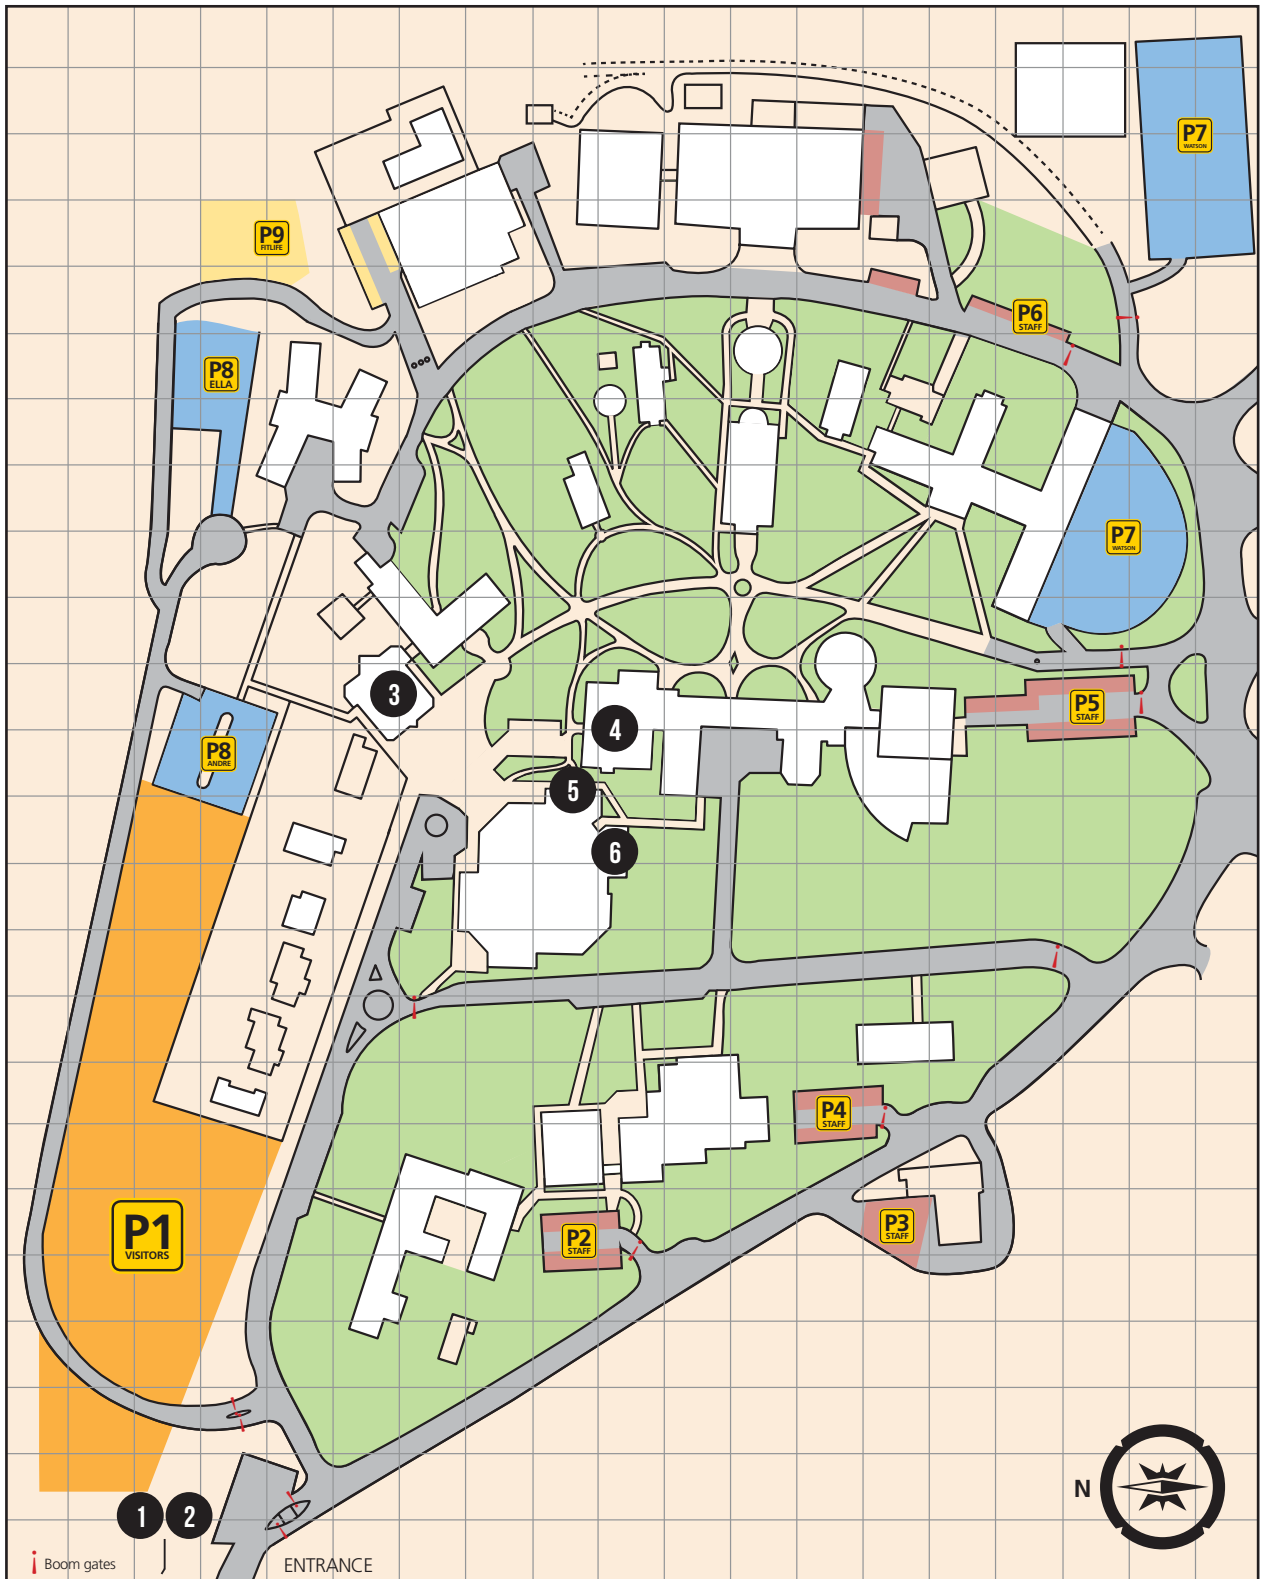 P7
WATSON
P9
FITLIFE
P6
STAFF
P8
ELLA
P7
WATSON
3
P5
STAFF
4
P8
ANDRE
5
6
P4
STAFF
P3
STAFF
P2
STAFF
P1
VISITORS
N
1 2
Boom gates
ENTRANCE